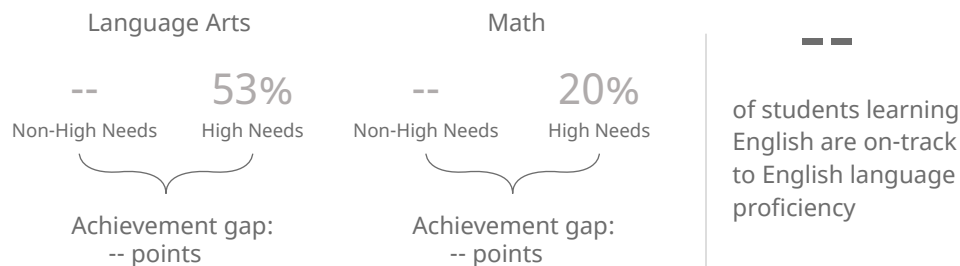 Language Arts
-- 53%
Non-High Needs High Needs
Achievement gap:
-- points
Math
-- 20%
Non-High Needs High Needs
Achievement gap:
-- points
--
of students learning
English are on-track
to English language
proficiency